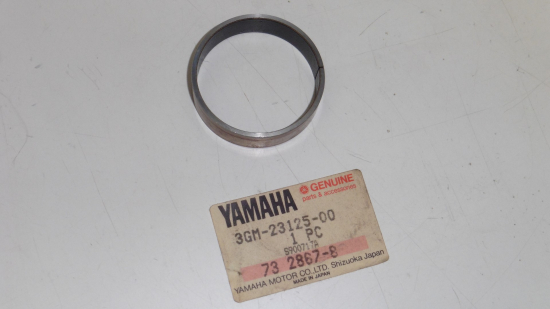 YAMAHA
GENUINE
parts & accessories
3GM-23125-00
1 PC
73 2867-8
YAMAHA MOTOR CO.,LTD. Shizuoka Japan
MADE IN JAPAN